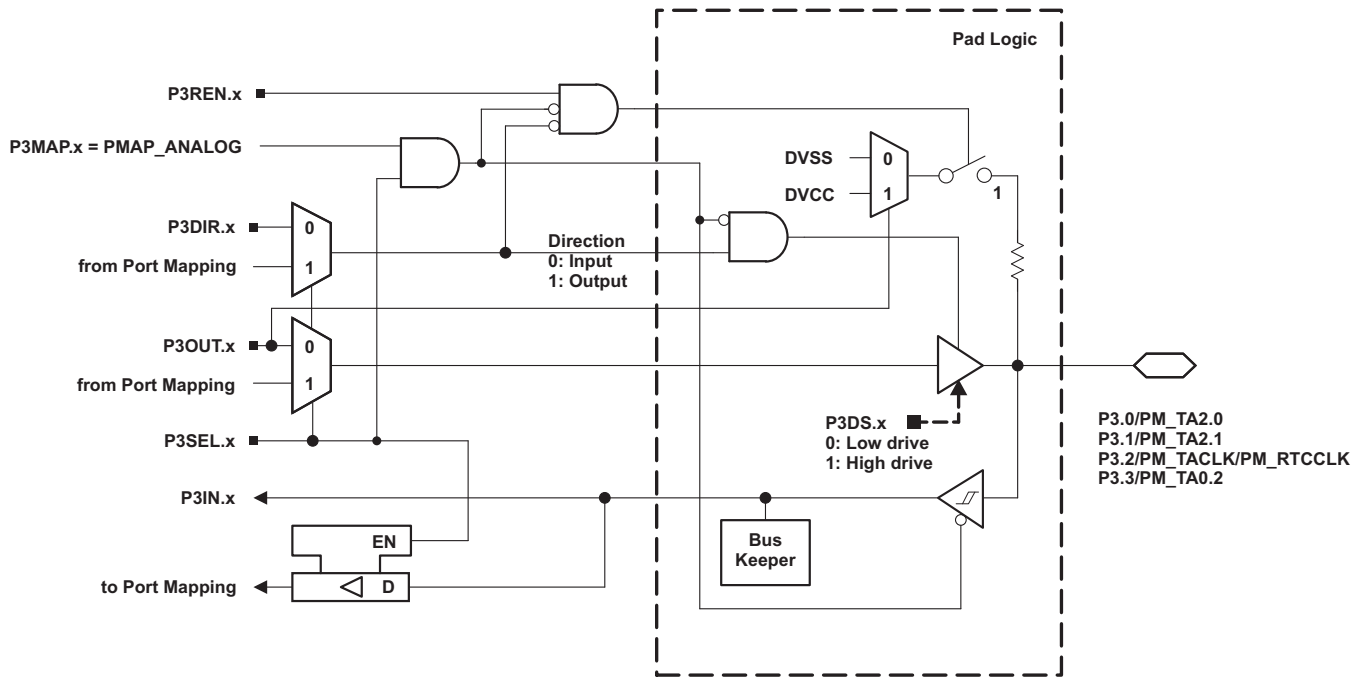 Pad Logic
P3REN.x
P3MAP.x = PMAP_ANALOG
DVSS
0
DVCC
1
1
P3DIR.x
0
from Port Mapping
1
Direction
0: Input
1: Output
P3OUT.x
0
from Port Mapping
1
P3SEL.x
P3DS.x
0: Low drive
1: High drive
P3.0/PM_TA2.0
P3.1/PM_TA2.1
P3.2/PM_TACLK/PM_RTCCLK
P3.3/PM_TA0.2
P3IN.x
EN
Bus
Keeper
to Port Mapping
D